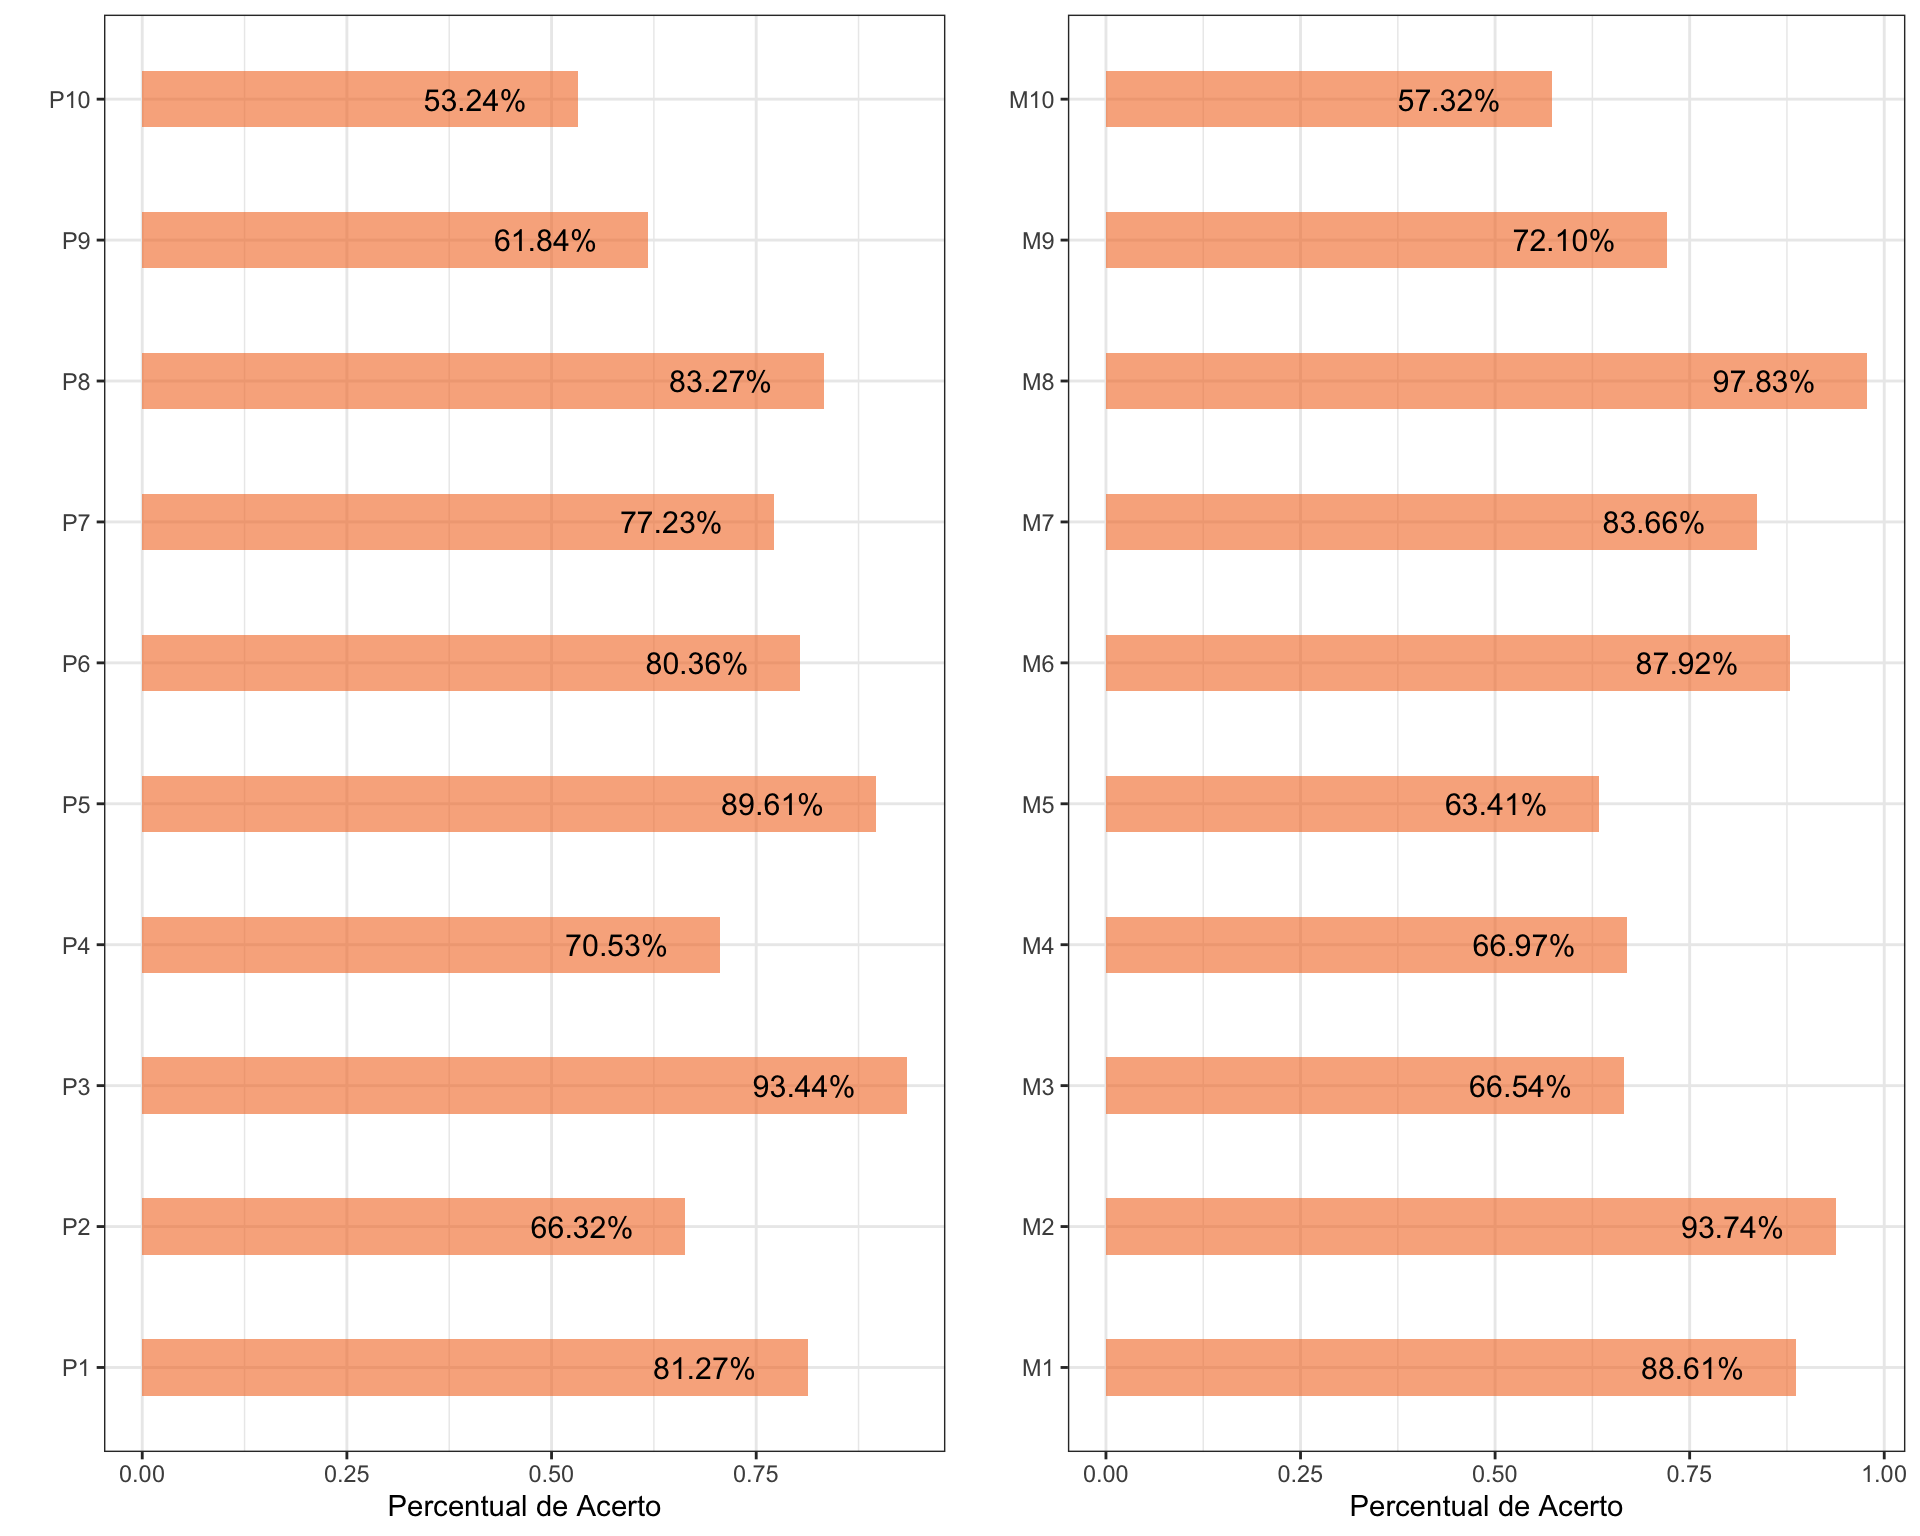 P10
53.24%
P9
61.84%
P8
83.27%
P7
77.23%
P6
80.36%
P5
89.61%
P4
70.53%
P3
93.44%
P2
66.32%
P1
81.27%
0.00 0.25 0.50 0.75
Percentual de Acerto
M10
57.32%
M9
72.10%
M8
97.83%
M7
83.66%
M6
87.92%
M5
63.41%
M4
66.97%
M3
66.54%
M2
93.74%
M1
88.61%
0.00 0.25 0.50 0.75 1.00
Percentual de Acerto